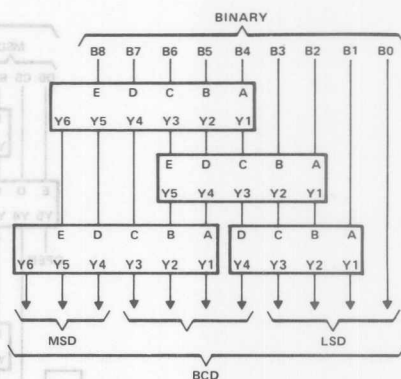 BINARY
B8 B7 B6 B5 B4 B3 B2 B1 B0
E D C B A
Y6 Y5 Y4 Y3 Y2 Y1
E D C B A
Y5 Y4 Y3 Y2 Y1
E D C B A D C B A
Y6 Y5 Y4 Y3 Y2 Y1 Y4 Y3 Y2 Y1
MSD LSD
BCD